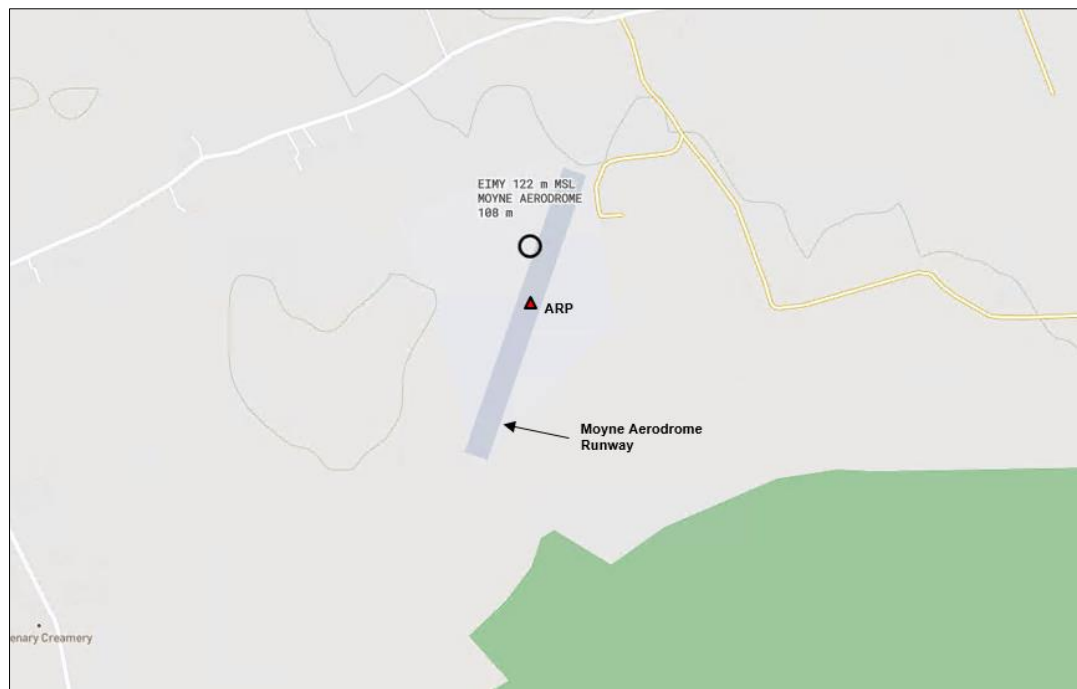 EIMY 122 m MSL
MOYNE AERODROME
108 m
ARP
Moyne Aerodrome
Runway
enary Creamery